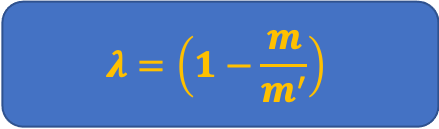 λ = (1 − m/m′)